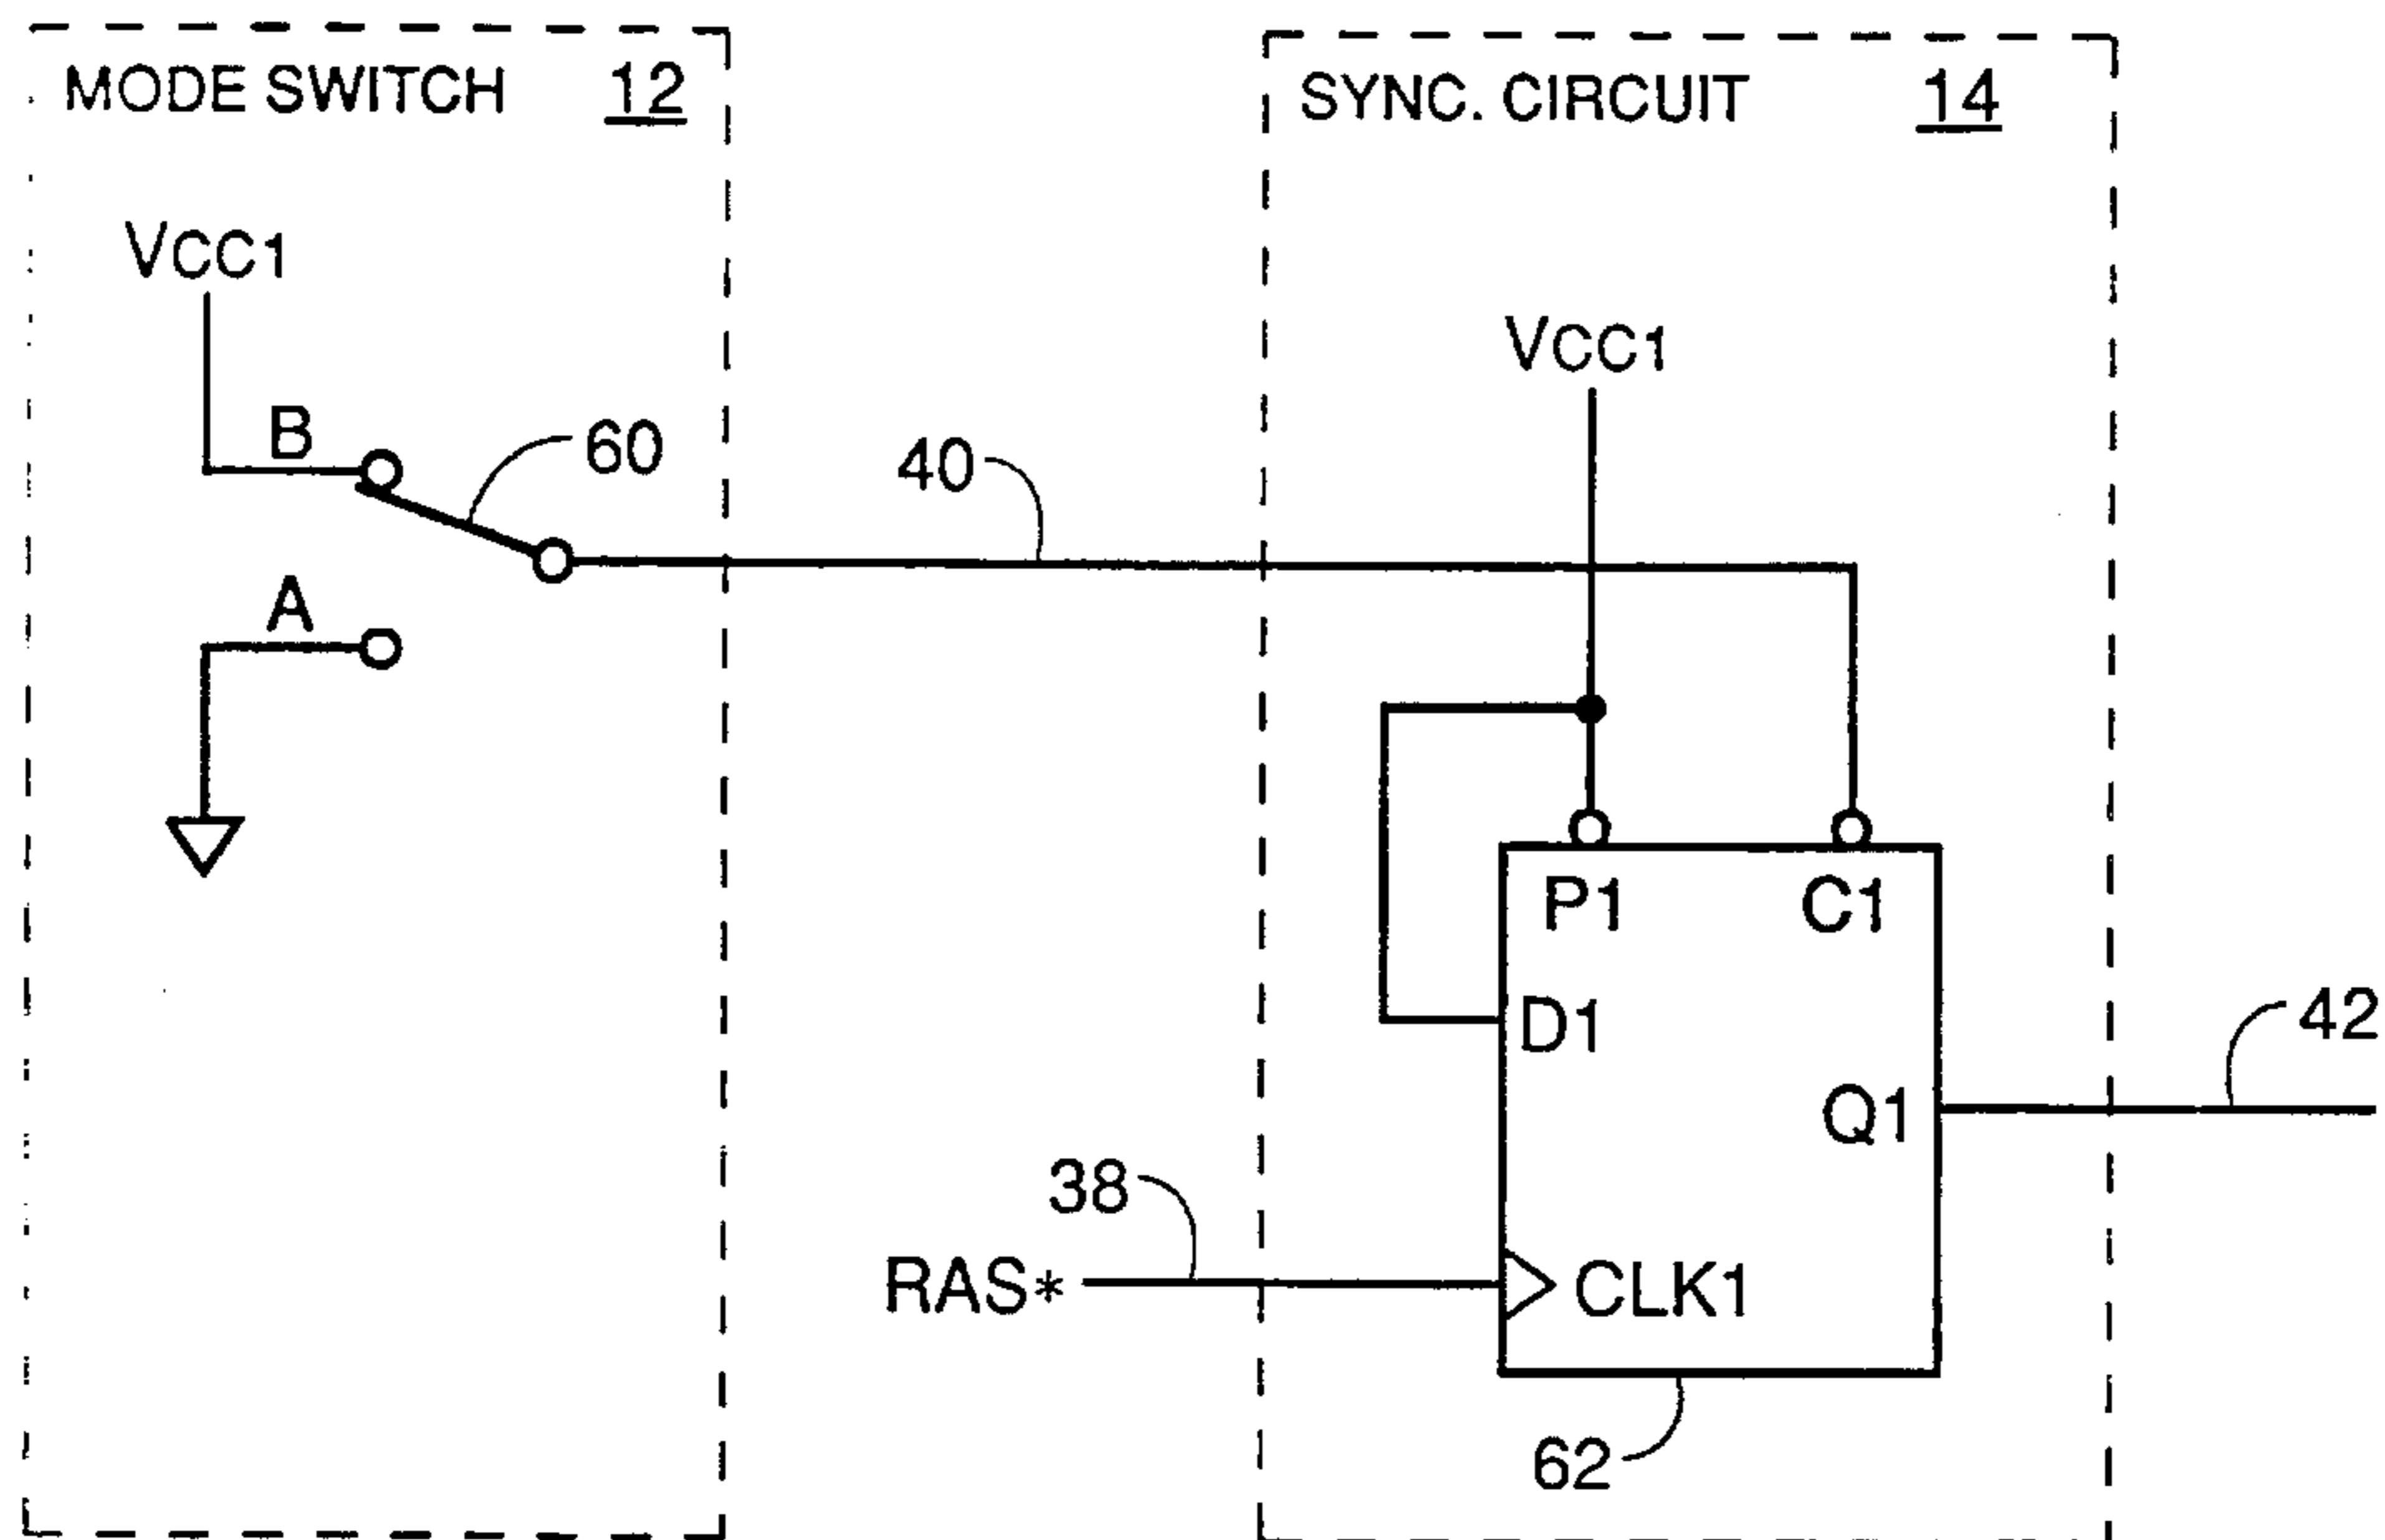 MODE SWITCH 12
VCC1
B
60
A
40
SYNC. CIRCUIT 14
VCC1
P1
C1
D1
Q1
42
38
RAS*
CLK1
62